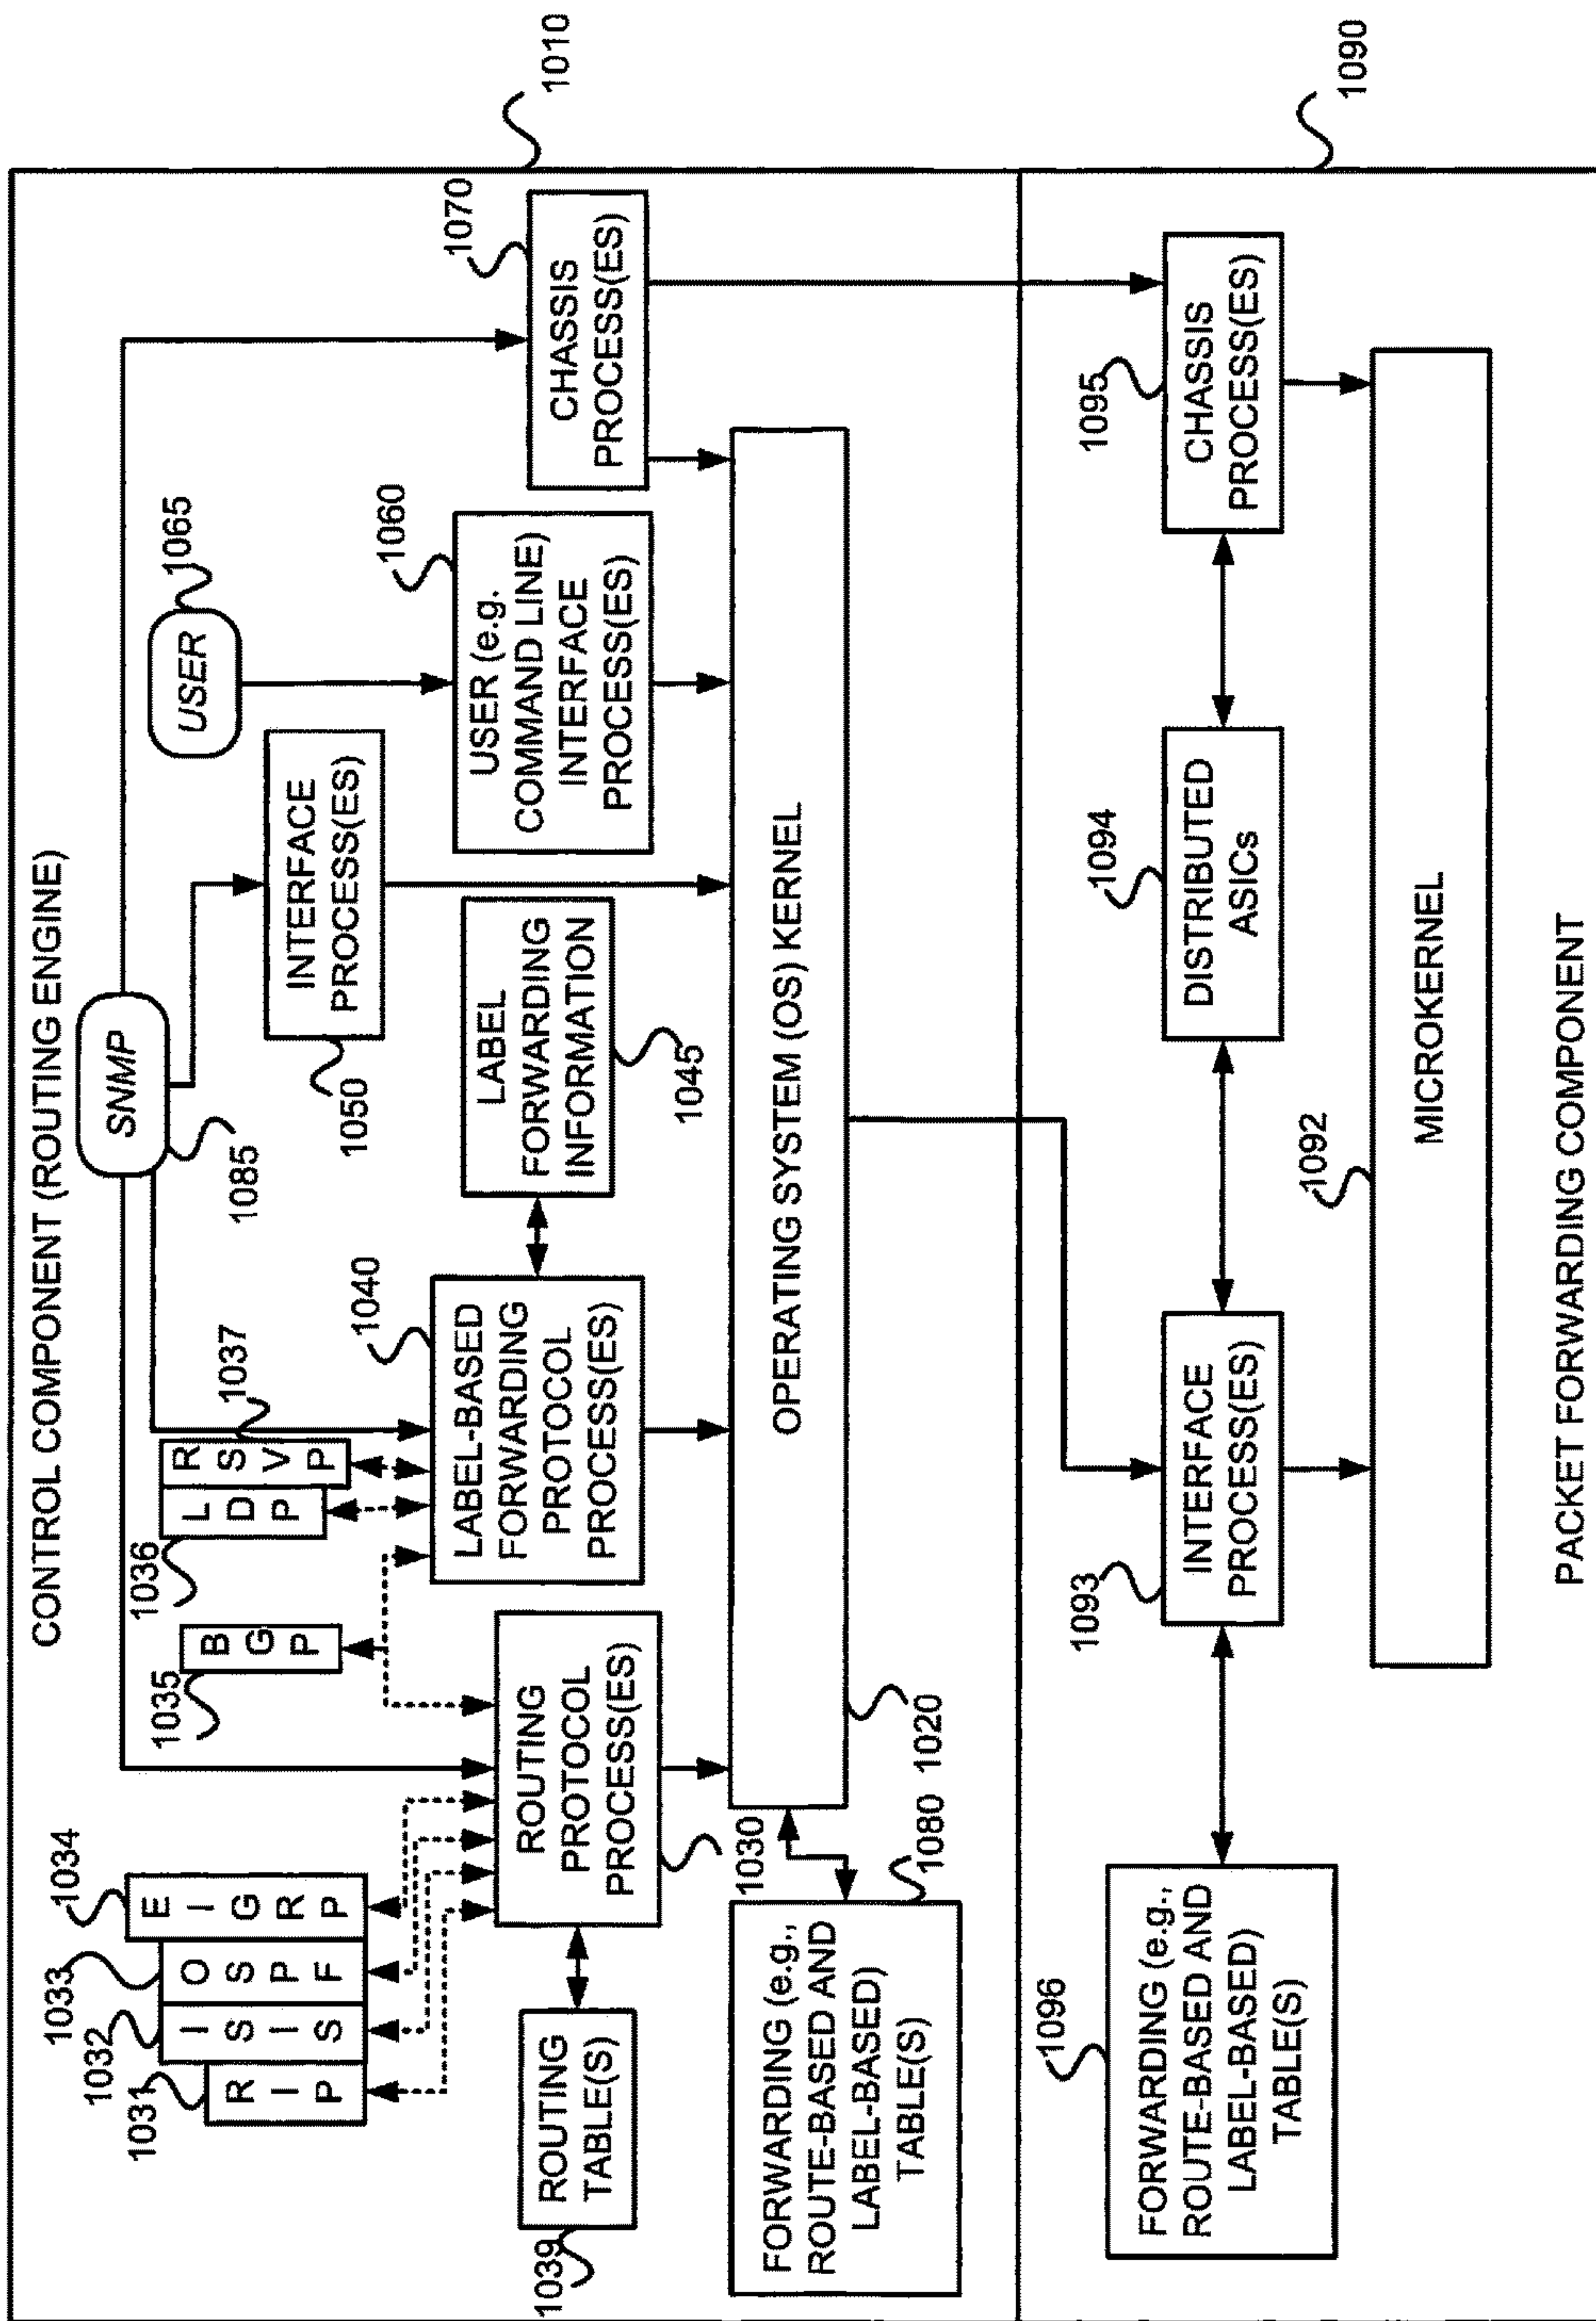 CONTROL COMPONENT (ROUTING ENGINE)
1010
SNMP
1085
USER
1065
1031
RIP
1032
ISIS
1033
OSPF
1034
EIGRP
1035
BGP
1036
LDP
1037
RSVP
INTERFACE
PROCESS(ES)
1050
1040
LABEL-BASED
FORWARDING
PROTOCOL
PROCESS(ES)
LABEL
FORWARDING
INFORMATION
1045
1060
USER (e.g.
COMMAND LINE)
INTERFACE
PROCESS(ES)
1070
CHASSIS
PROCESS(ES)
ROUTING
TABLE(S)
1039
ROUTING
PROTOCOL
PROCESS(ES)
1030
OPERATING SYSTEM (OS) KERNEL
1020
FORWARDING (e.g.,
ROUTE-BASED AND
LABEL-BASED)
TABLE(S)
1080
1090
1096
FORWARDING (e.g.,
ROUTE-BASED AND
LABEL-BASED)
TABLE(S)
1093
INTERFACE
PROCESS(ES)
1094
DISTRIBUTED
ASICs
1095
CHASSIS
PROCESS(ES)
1092
MICROKERNEL
PACKET FORWARDING COMPONENT